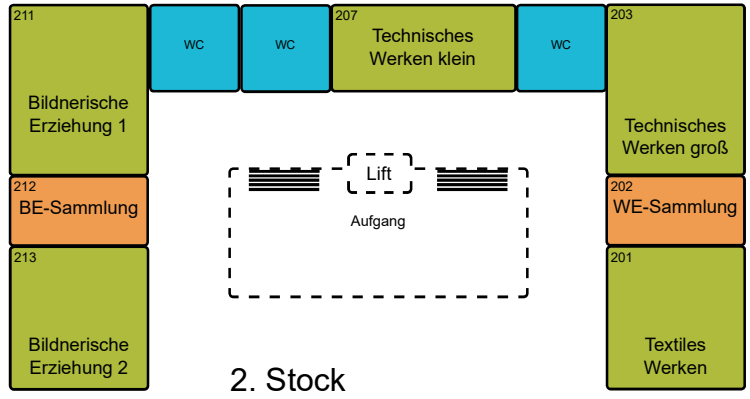 211
Bildnerische
Erziehung 1
WC
WC
207
Technisches
Werken klein
WC
203
Technisches
Werken groß
212
BE-Sammlung
Lift
Aufgang
202
WE-Sammlung
213
Bildnerische
Erziehung 2
201
Textiles
Werken
2. Stock